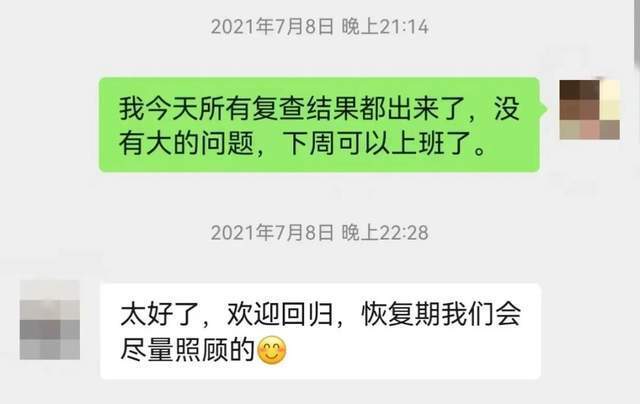 2021年7月8日 晚上21:14
我今天所有复查结果都出来了，没
有大的问题，下周可以上班了。
2021年7月8日 晚上22:28
太好了，欢迎回归，恢复期我们会
尽量照顾的😊